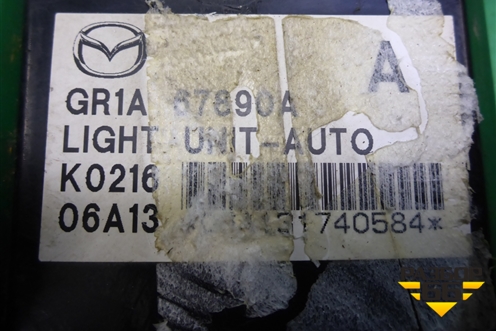 A
GR1A 67890A
LIGHT UNIT-AUTO
K0216
06A13
31740584*